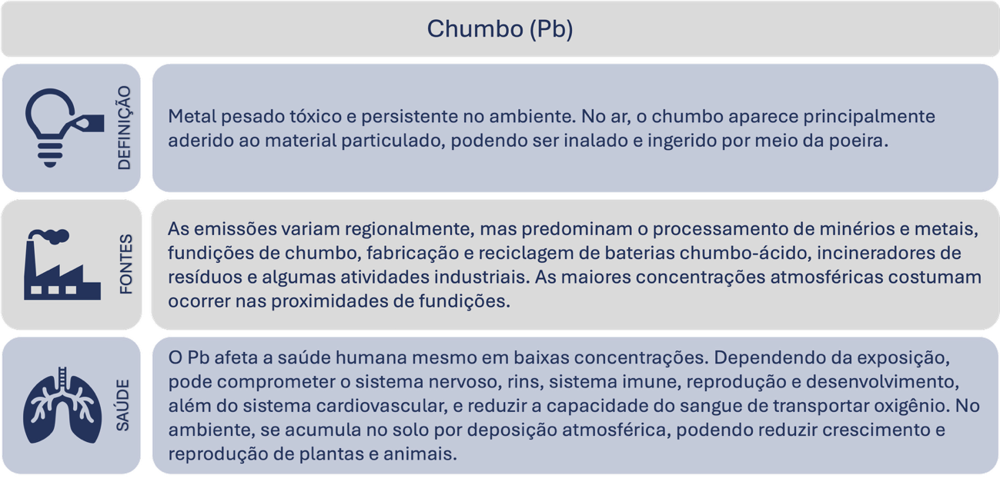 Chumbo (Pb)
DEFINIÇÃO
Metal pesado tóxico e persistente no ambiente. No ar, o chumbo aparece principalmente
aderido ao material particulado, podendo ser inalado e ingerido por meio da poeira.
FONTES
As emissões variam regionalmente, mas predominam o processamento de minérios e metais,
fundições de chumbo, fabricação e reciclagem de baterias chumbo-ácido, incineradores de
resíduos e algumas atividades industriais. As maiores concentrações atmosféricas costumam
ocorrer nas proximidades de fundições.
SAÚDE
O Pb afeta a saúde humana mesmo em baixas concentrações. Dependendo da exposição,
pode comprometer o sistema nervoso, rins, sistema imune, reprodução e desenvolvimento,
além do sistema cardiovascular, e reduzir a capacidade do sangue de transportar oxigênio. No
ambiente, se acumula no solo por deposição atmosférica, podendo reduzir crescimento e
reprodução de plantas e animais.